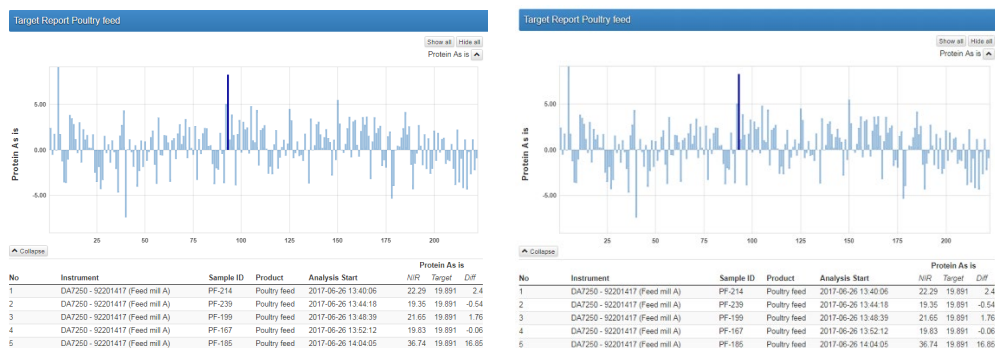 Target Report Poultry feed
Show all Hide all
Protein As is
5.00
0.00
-5.00
Protein As is
25 50 75 100 125 150 175 200
Collapse
Protein As is
No Instrument Sample ID Product Analysis Start NIR Target Diff
1 DA7250 - 92201417 (Feed mill A) PF-214 Poultry feed 2017-06-26 13:40:06 22.29 19.891 2.4
2 DA7250 - 92201417 (Feed mill A) PF-239 Poultry feed 2017-06-26 13:44:18 19.35 19.891 -0.54
3 DA7250 - 92201417 (Feed mill A) PF-199 Poultry feed 2017-06-26 13:48:39 21.65 19.891 1.76
4 DA7250 - 92201417 (Feed mill A) PF-167 Poultry feed 2017-06-26 13:52:12 19.83 19.891 -0.06
5 DA7250 - 92201417 (Feed mill A) PF-185 Poultry feed 2017-06-26 14:04:05 36.74 19.891 16.85
Target Report Poultry feed
Show all Hide all
Protein As is
5.00
0.00
-5.00
Protein As is
25 50 75 100 125 150 175 200
Collapse
Protein As is
No Instrument Sample ID Product Analysis Start NIR Target Diff
1 DA7250 - 92201417 (Feed mill A) PF-214 Poultry feed 2017-06-26 13:40:06 22.29 19.891 2.4
2 DA7250 - 92201417 (Feed mill A) PF-239 Poultry feed 2017-06-26 13:44:18 19.35 19.891 -0.54
3 DA7250 - 92201417 (Feed mill A) PF-199 Poultry feed 2017-06-26 13:48:39 21.65 19.891 1.76
4 DA7250 - 92201417 (Feed mill A) PF-167 Poultry feed 2017-06-26 13:52:12 19.83 19.891 -0.06
5 DA7250 - 92201417 (Feed mill A) PF-185 Poultry feed 2017-06-26 14:04:05 36.74 19.891 16.85